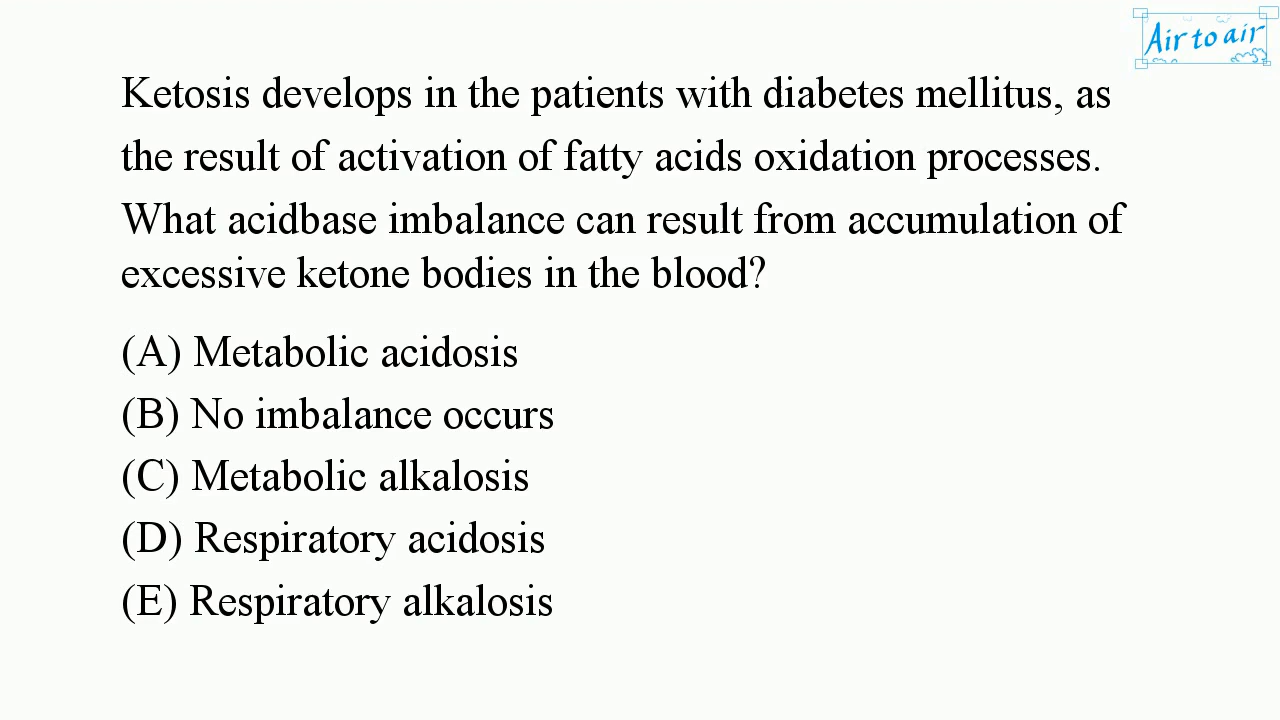 Air to air
Ketosis develops in the patients with diabetes mellitus, as
the result of activation of fatty acids oxidation processes.
What acidbase imbalance can result from accumulation of
excessive ketone bodies in the blood?
(A) Metabolic acidosis
(B) No imbalance occurs
(C) Metabolic alkalosis
(D) Respiratory acidosis
(E) Respiratory alkalosis